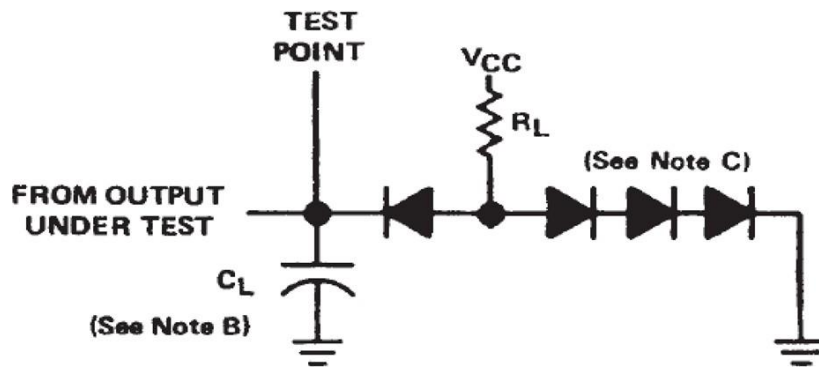 TEST
POINT
VCC
RL
(See Note C)
FROM OUTPUT
UNDER TEST
CL
(See Note B)